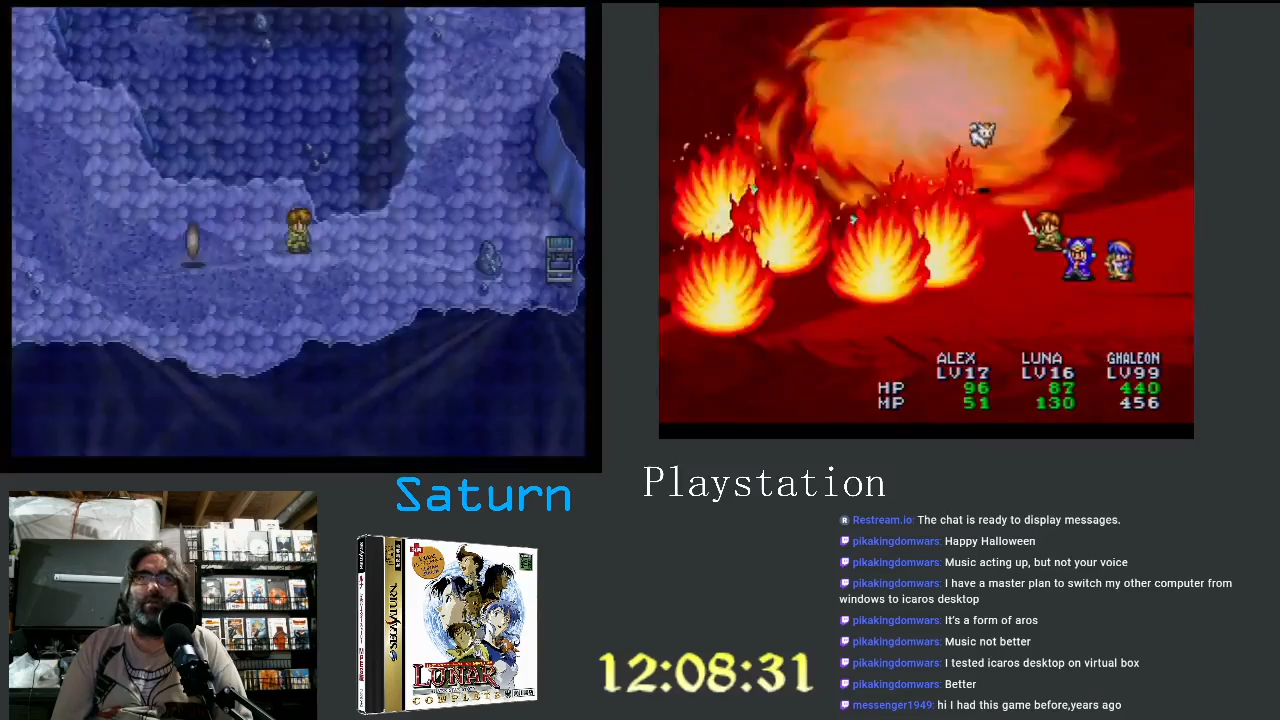 ALEX LUNA GHALEON
LV17 LV16 LV99
HP 96 87 440
MP 51 130 456
Saturn
Playstation
SEGA SATURN
LUNAR
COMPLETE
12:08:31
Restream.io: The chat is ready to display messages.
pikakingdomwars: Happy Halloween
pikakingdomwars: Music acting up, but not your voice
pikakingdomwars: I have a master plan to switch my other computer from
windows to icaros desktop
pikakingdomwars: It's a form of aros
pikakingdomwars: Music not better
pikakingdomwars: I tested icaros desktop on virtual box
pikakingdomwars: Better
messenger1949: hi I had this game before,years ago